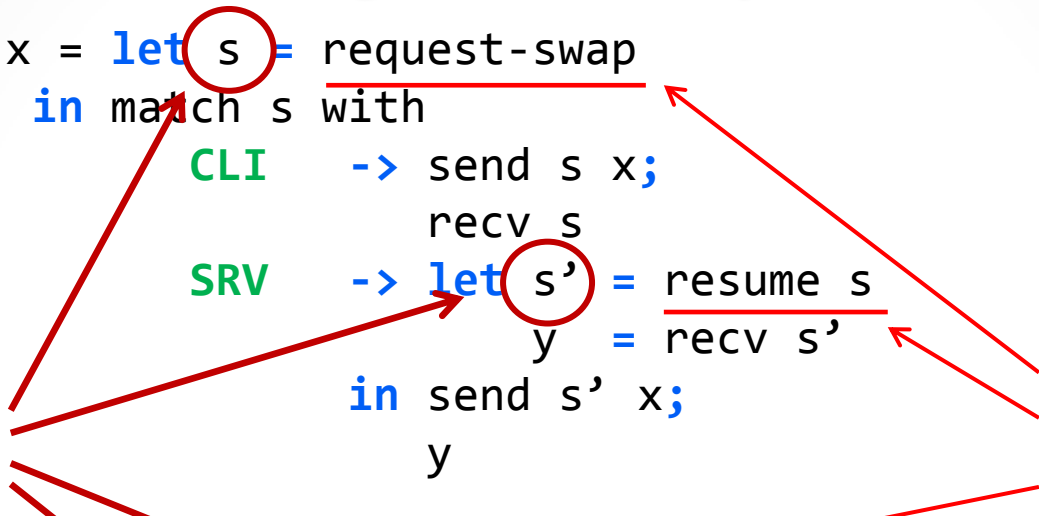 x = let s = request-swap
in match s with
CLI -> send s x;
recv s
SRV -> let s’ = resume s
y = recv s’
in send s’ x;
y